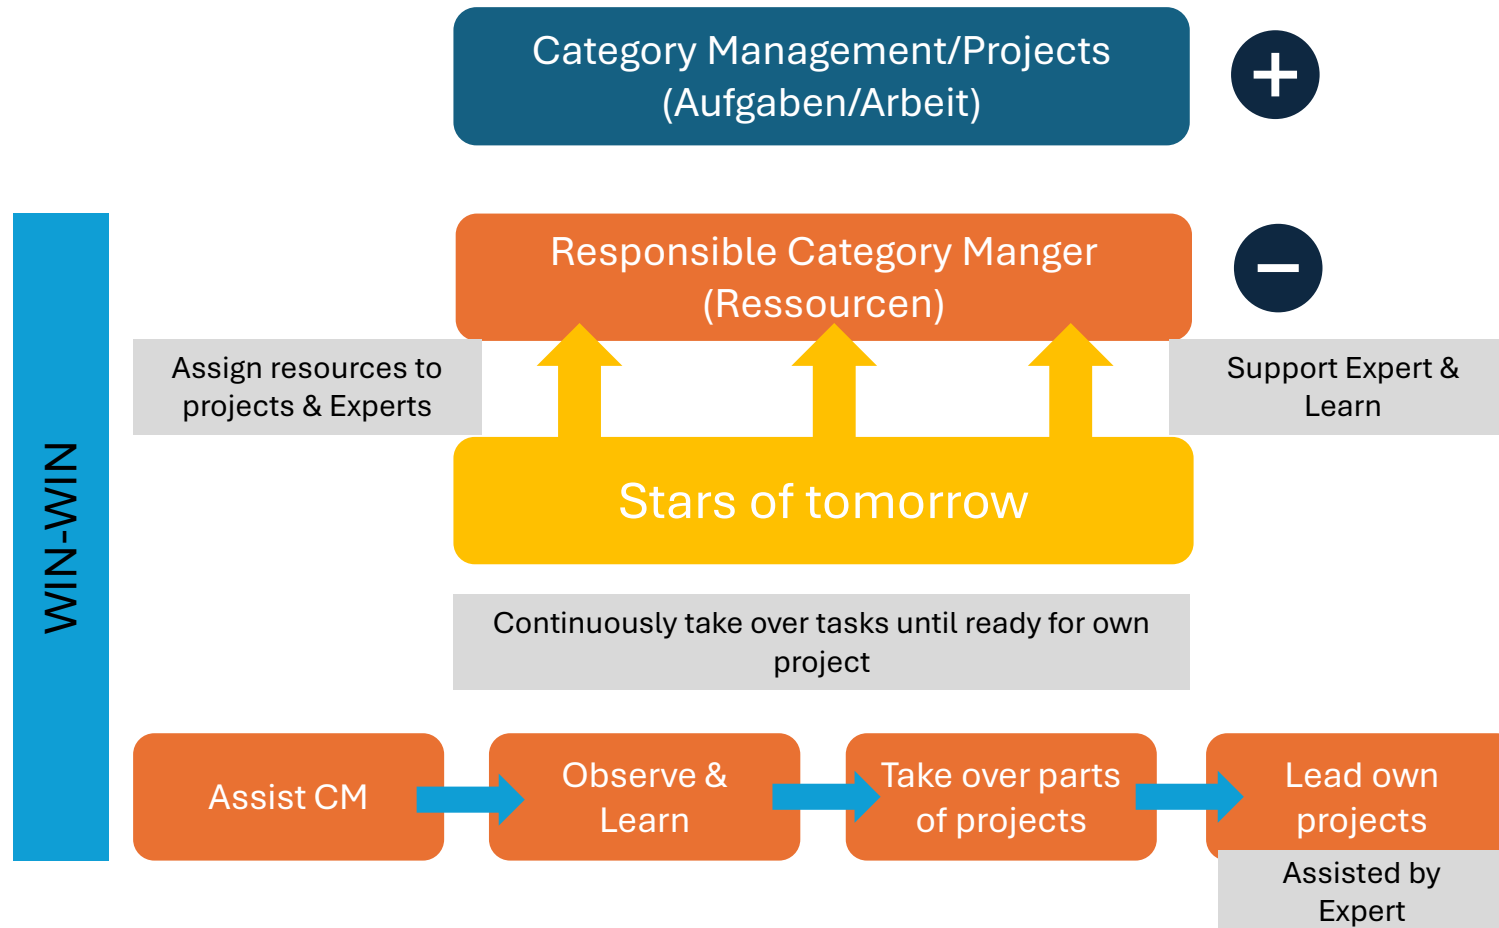 Category Management/Projects
(Aufgaben/Arbeit)
Responsible Category Manger
(Ressourcen)
Assign resources to
projects & Experts
Support Expert &
Learn
Stars of tomorrow
WIN-WIN
Continuously take over tasks until ready for own
project
Assist CM
Observe &
Learn
Take over parts
of projects
Lead own
projects
Assisted by
Expert